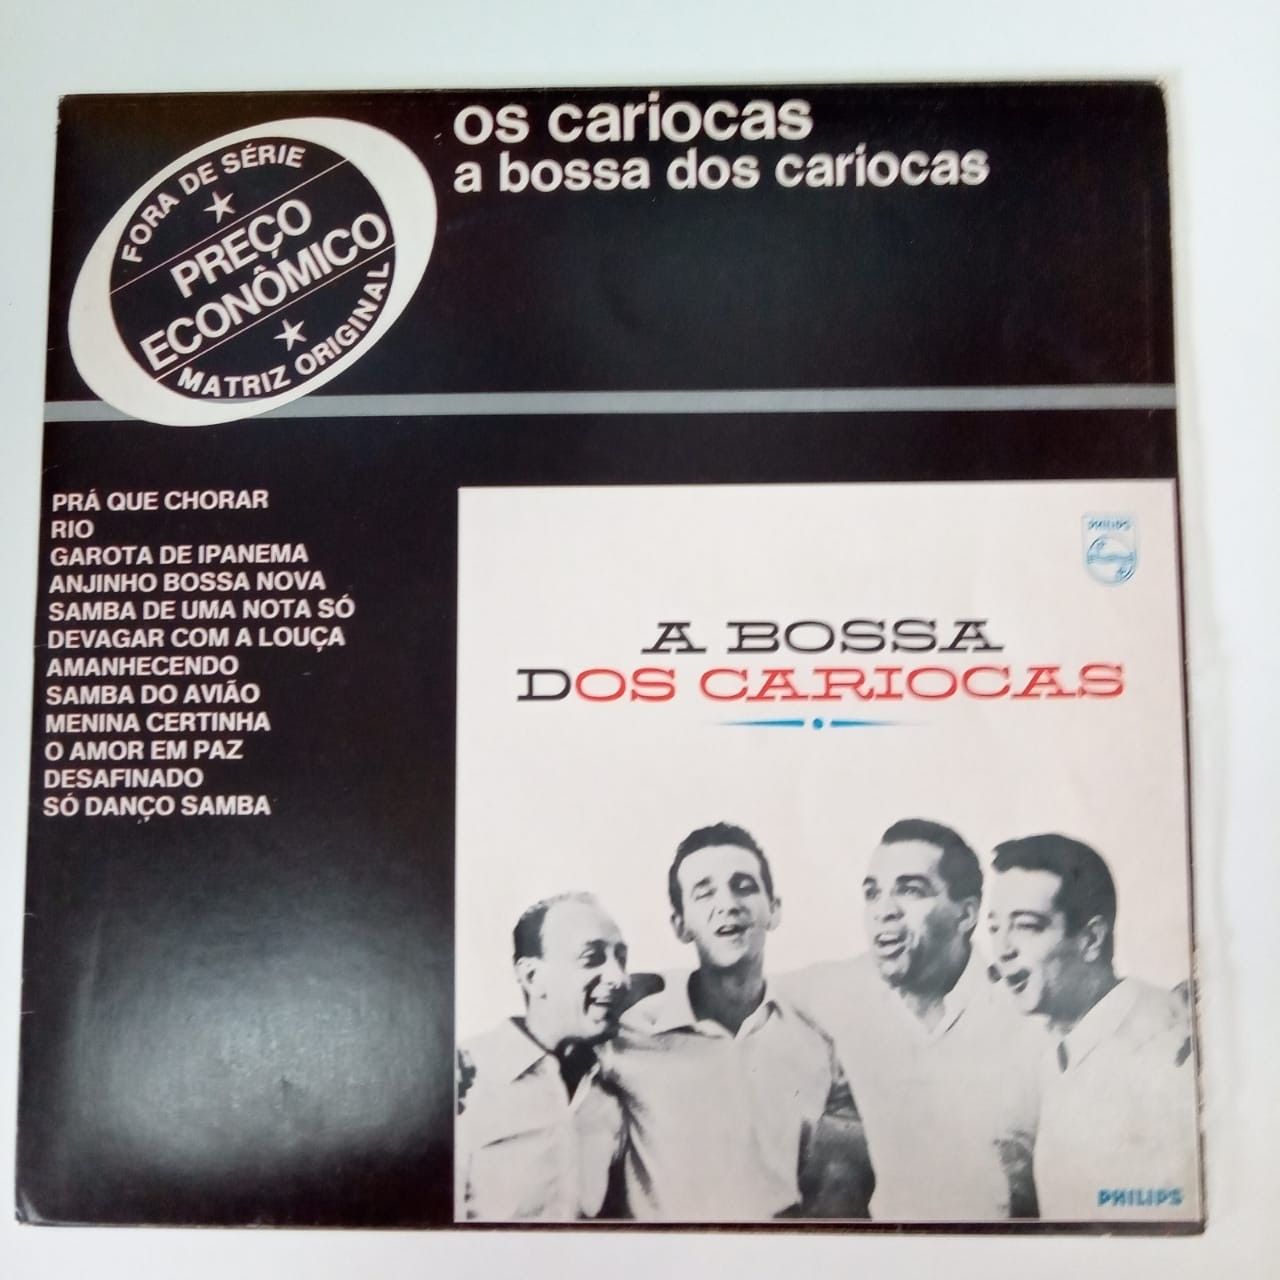 os cariocas
a bossa dos cariocas
FORA DE SÉRIE
PREÇO
ECONÔMICO
MATRIZ ORIGINAL
PRÁ QUE CHORAR
RIO
GAROTA DE IPANEMA
ANJINHO BOSSA NOVA
SAMBA DE UMA NOTA SÓ
DEVAGAR COM A LOUÇA
AMANHECENDO
SAMBA DO AVIÃO
MENINA CERTINHA
O AMOR EM PAZ
DESAFINADO
SÓ DANÇO SAMBA
PHILIPS
A BOSSA
DOS CARIOCAS
PHILIPS